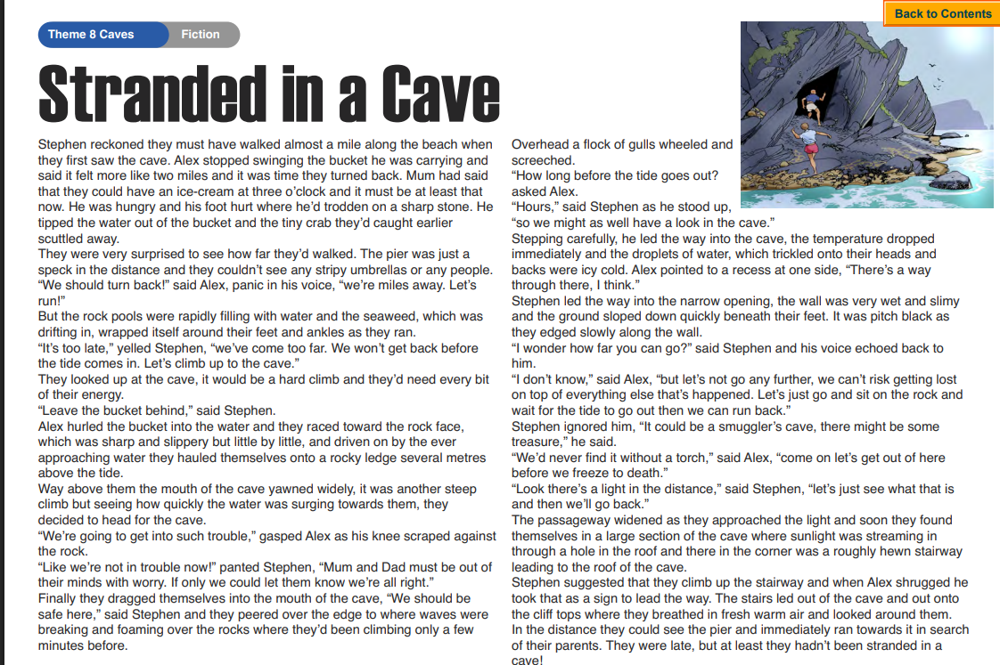 Back to Contents
Theme 8 Caves
Fiction
Stranded in a Cave
Stephen reckoned they must have walked almost a mile along the beach when
they first saw the cave. Alex stopped swinging the bucket he was carrying and
said it felt more like two miles and it was time they turned back. Mum had said
that they could have an ice-cream at three o’clock and it must be at least that
now. He was hungry and his foot hurt where he’d trodden on a sharp stone. He
tipped the water out of the bucket and the tiny crab they’d caught earlier
scuttled away.
They were very surprised to see how far they’d walked. The pier was just a
speck in the distance and they couldn’t see any stripy umbrellas or any people.
“We should turn back!” said Alex, panic in his voice, “we’re miles away. Let’s
run!”
But the rock pools were rapidly filling with water and the seaweed, which was
drifting in, wrapped itself around their feet and ankles as they ran.
“It’s too late,” yelled Stephen, “we’ve come too far. We won’t get back before
the tide comes in. Let’s climb up to the cave.”
They looked up at the cave, it would be a hard climb and they’d need every bit
of their energy.
“Leave the bucket behind,” said Stephen.
Alex hurled the bucket into the water and they raced toward the rock face,
which was sharp and slippery but little by little, and driven on by the ever
approaching water they hauled themselves onto a rocky ledge several metres
above the tide.
Way above them the mouth of the cave yawned widely, it was another steep
climb but seeing how quickly the water was surging towards them, they
decided to head for the cave.
“We’re going to get into such trouble,” gasped Alex as his knee scraped against
the rock.
“Like we’re not in trouble now!” panted Stephen, “Mum and Dad must be out of
their minds with worry. If only we could let them know we’re all right.”
Finally they dragged themselves into the mouth of the cave, “We should be
safe here,” said Stephen and they peered over the edge to where waves were
breaking and foaming over the rocks where they’d been climbing only a few
minutes before.
Overhead a flock of gulls wheeled and
screeched.
“How long before the tide goes out?
asked Alex.
“Hours,” said Stephen as he stood up,
“so we might as well have a look in the cave.”
Stepping carefully, he led the way into the cave, the temperature dropped
immediately and the droplets of water, which trickled onto their heads and
backs were icy cold. Alex pointed to a recess at one side, “There’s a way
through there, I think.”
Stephen led the way into the narrow opening, the wall was very wet and slimy
and the ground sloped down quickly beneath their feet. It was pitch black as
they edged slowly along the wall.
“I wonder how far you can go?” said Stephen and his voice echoed back to
him.
“I don’t know,” said Alex, “but let’s not go any further, we can’t risk getting lost
on top of everything else that’s happened. Let’s just go and sit on the rock and
wait for the tide to go out then we can run back.”
Stephen ignored him, “It could be a smuggler’s cave, there might be some
treasure,” he said.
“We’d never find it without a torch,” said Alex, “come on let’s get out of here
before we freeze to death.”
“Look there’s a light in the distance,” said Stephen, “let’s just see what that is
and then we’ll go back.”
The passageway widened as they approached the light and soon they found
themselves in a large section of the cave where sunlight was streaming in
through a hole in the roof and there in the corner was a roughly hewn stairway
leading to the roof of the cave.
Stephen suggested that they climb up the stairway and when Alex shrugged he
took that as a sign to lead the way. The stairs led out of the cave and out onto
the cliff tops where they breathed in fresh warm air and looked around them.
In the distance they could see the pier and immediately ran towards it in search
of their parents. They were late, but at least they hadn’t been stranded in a
cave!